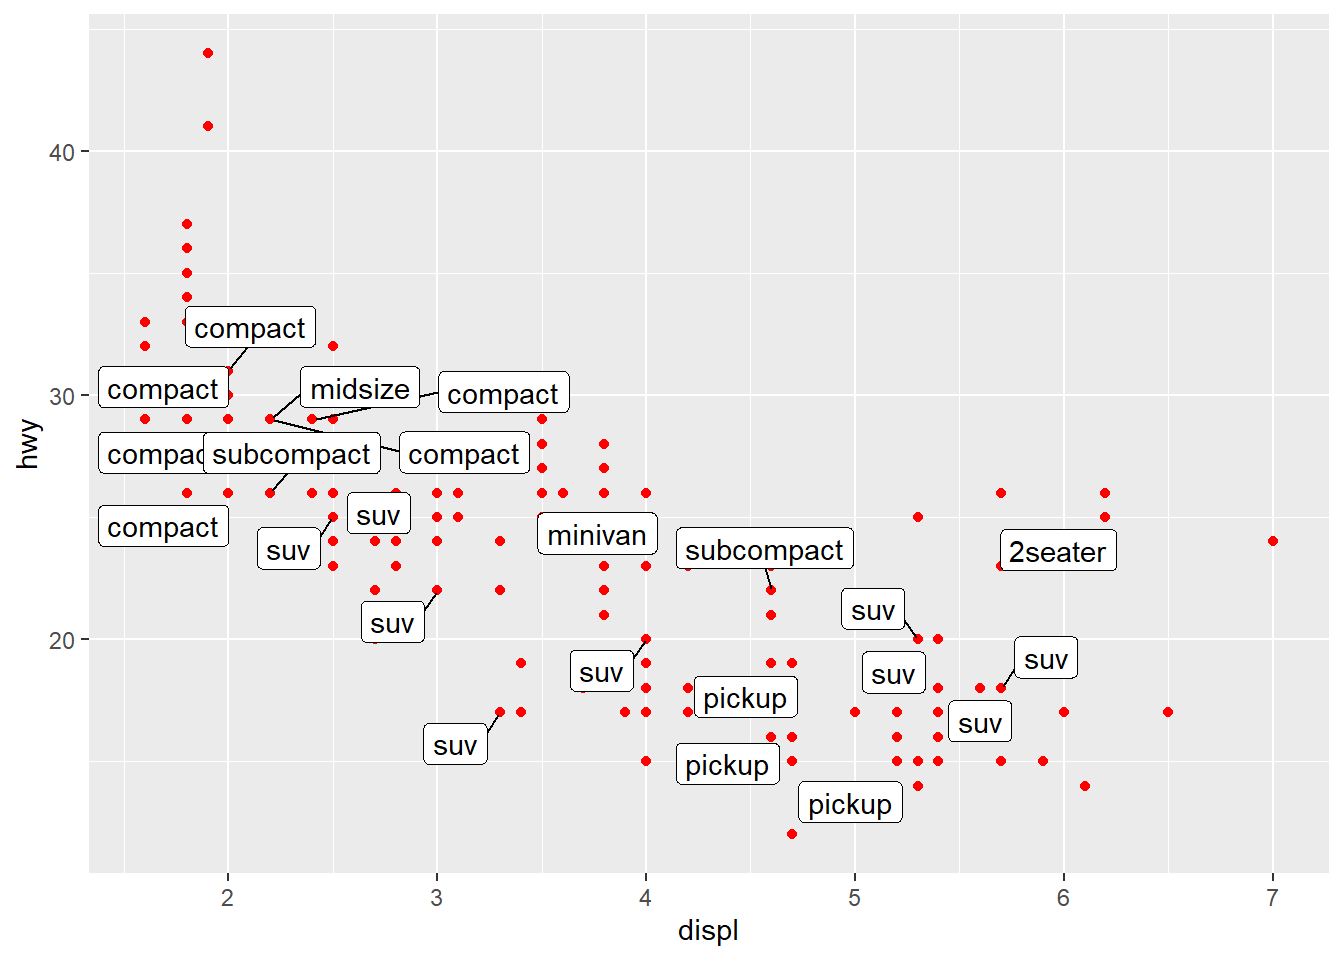 40
30
20
hwy
compact
compact
midsize
compact
compac
subcompact
compact
compact
suv
suv
minivan
subcompact
2seater
suv
suv
suv
suv
suv
suv
pickup
suv
suv
pickup
pickup
2
3
4
5
6
7
displ